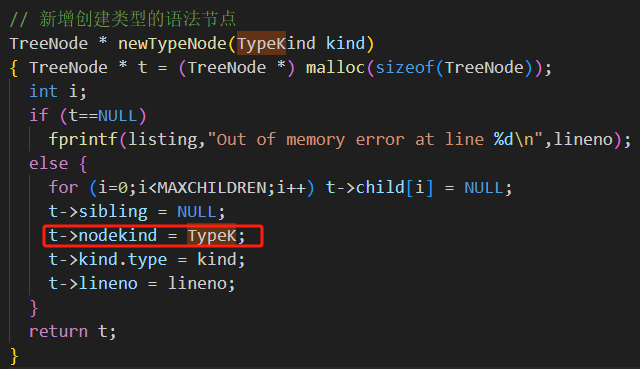 // 新增创建类型的语法节点
TreeNode * newTypeNode(TypeKind kind)
{ TreeNode * t = (TreeNode *) malloc(sizeof(TreeNode));
  int i;
  if (t==NULL)
    fprintf(listing,"Out of memory error at line %d\n",lineno);
  else {
    for (i=0;i<MAXCHILDREN;i++) t->child[i] = NULL;
    t->sibling = NULL;
    t->nodekind = TypeK;
    t->kind.type = kind;
    t->lineno = lineno;
  }
  return t;
}